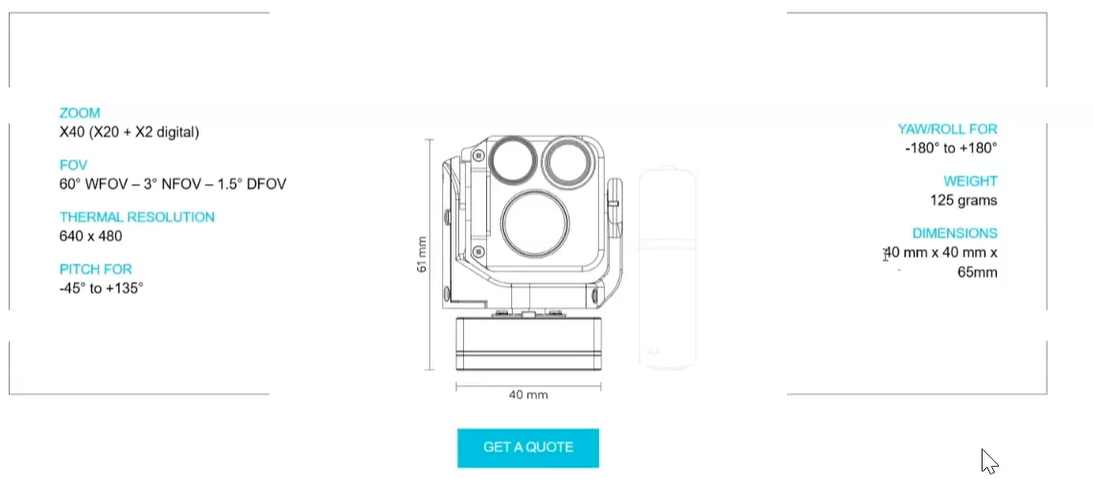 ZOOM
X40 (X20 + X2 digital)
FOV
60° WFOV – 3° NFOV – 1.5° DFOV
THERMAL RESOLUTION
640 x 480
PITCH FOR
-45° to +135°
61 mm
40 mm
YAW/ROLL FOR
-180° to +180°
WEIGHT
125 grams
DIMENSIONS
40 mm x 40 mm x
65mm
GET A QUOTE